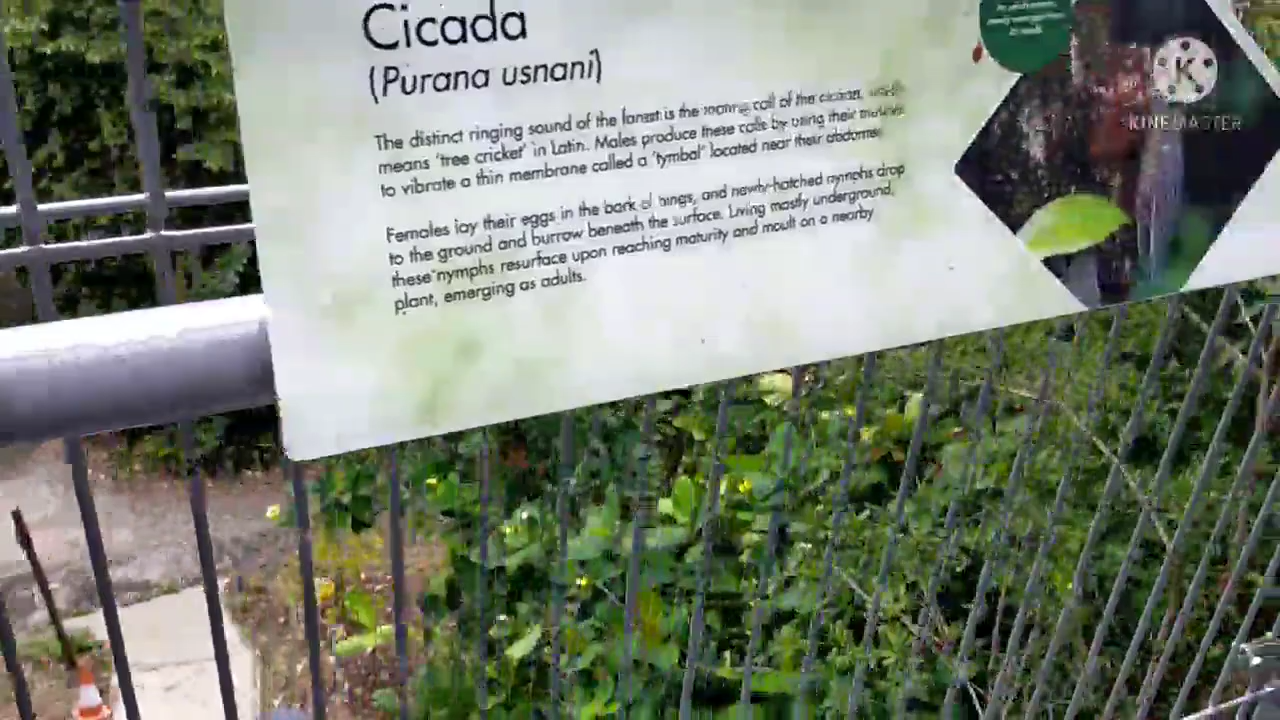 Cicada
(Purana usnani)
The distinct ringing sound of the forest is the roaring call of the cicada, which
means 'tree cricket' in Latin. Males produce these calls by using their muscles
to vibrate a thin membrane called a 'tymbal' located near their abdomen.
Females lay their eggs in the bark of and newly-hatched nymphs drop
to the ground and burrow beneath the surface. Living mostly underground,
these nymphs resurface upon reaching maturity and moult on a nearby
plant, emerging as adults.
K
KINEMASTER